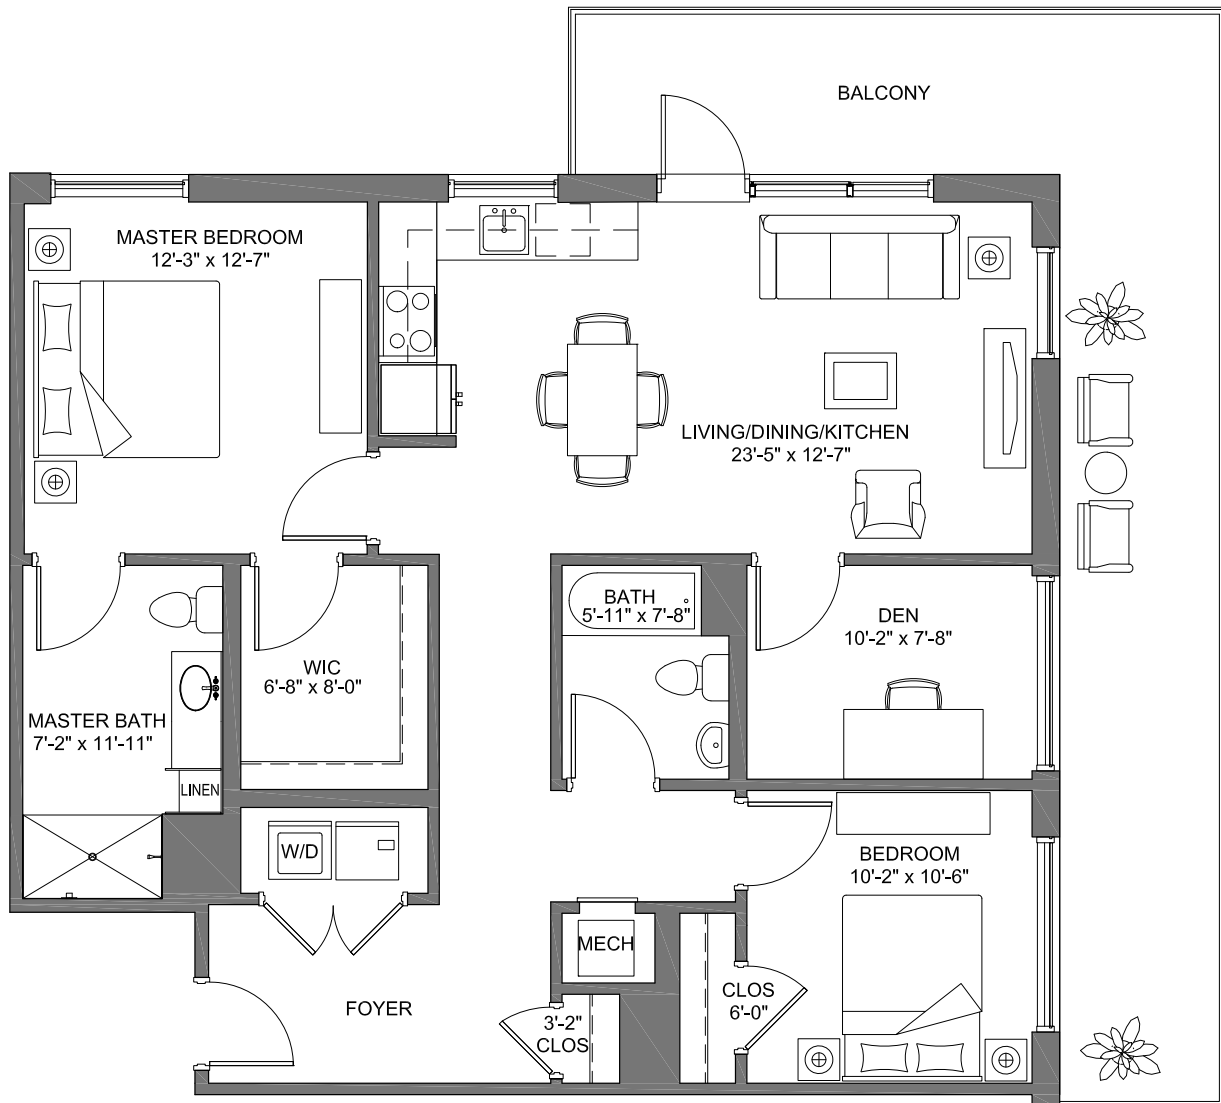 BALCONY
MASTER BEDROOM
12'-3" x 12'-7"
LIVING/DINING/KITCHEN
23'-5" x 12'-7"
BATH
5'-11" x 7'-8"
DEN
10'-2" x 7'-8"
WIC
6'-8" x 8'-0"
MASTER BATH
7'-2" x 11'-11"
LINEN
W/D
BEDROOM
10'-2" x 10'-6"
MECH
CLOS
6'-0"
FOYER
3'-2"
CLOS